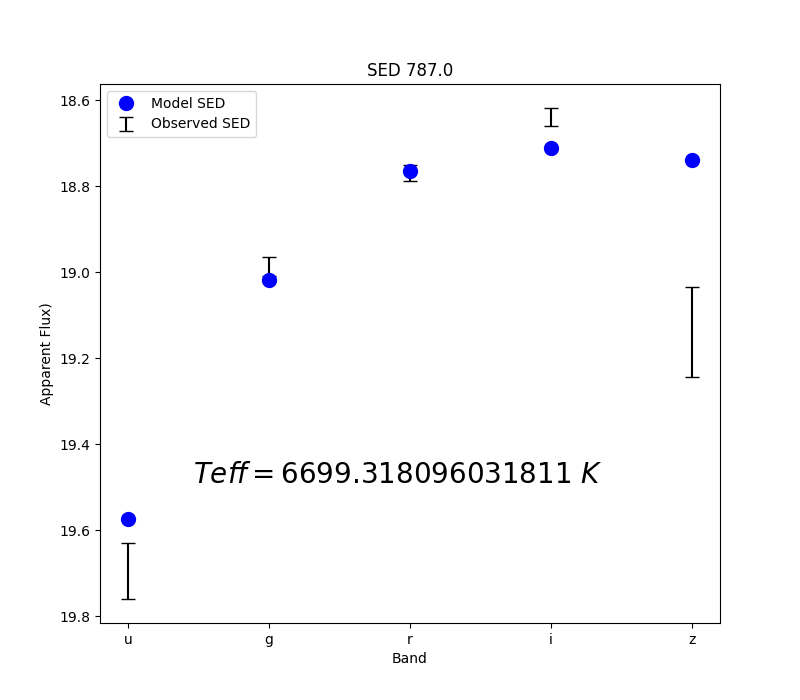 SED 787.0
Model SED
Observed SED
18.6
18.8
19.0
19.2
19.4
19.6
19.8
Apparent Flux)
Teff = 6699.318096031811 K
u g r i z
Band